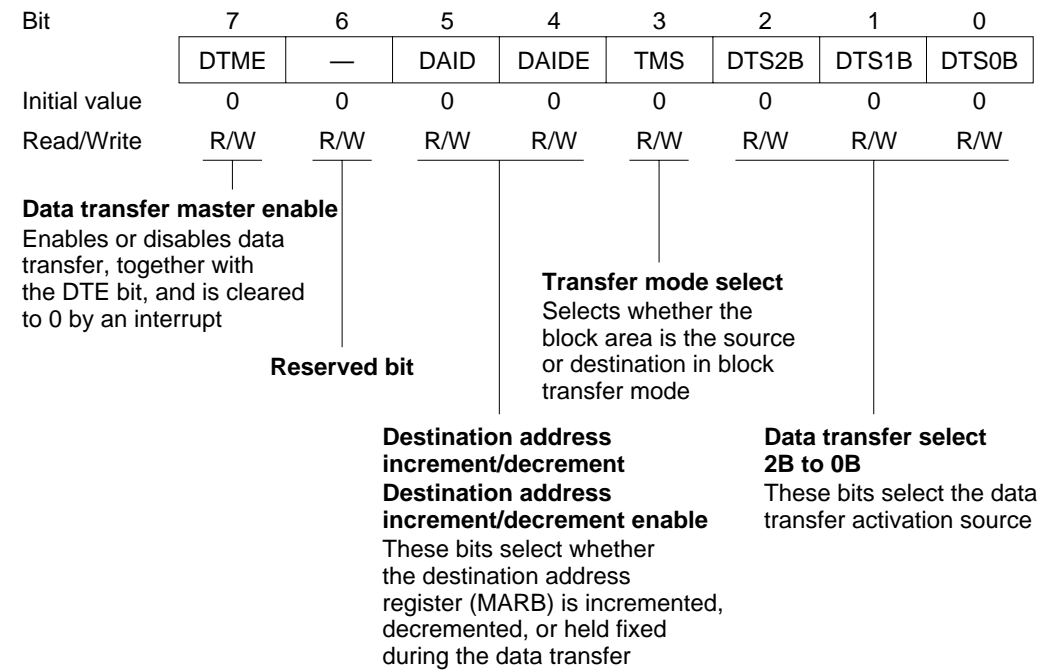 Bit 7 6 5 4 3 2 1 0
DTME — DAID DAIDE TMS DTS2B DTS1B DTS0B
Initial value 0 0 0 0 0 0 0 0
Read/Write R/W R/W R/W R/W R/W R/W R/W R/W
Data transfer master enable
Enables or disables data
transfer, together with
the DTE bit, and is cleared
to 0 by an interrupt
Reserved bit
Transfer mode select
Selects whether the
block area is the source
or destination in block
transfer mode
Destination address
increment/decrement
Destination address
increment/decrement enable
These bits select whether
the destination address
register (MARB) is incremented,
decremented, or held fixed
during the data transfer
Data transfer select
2B to 0B
These bits select the data
transfer activation source